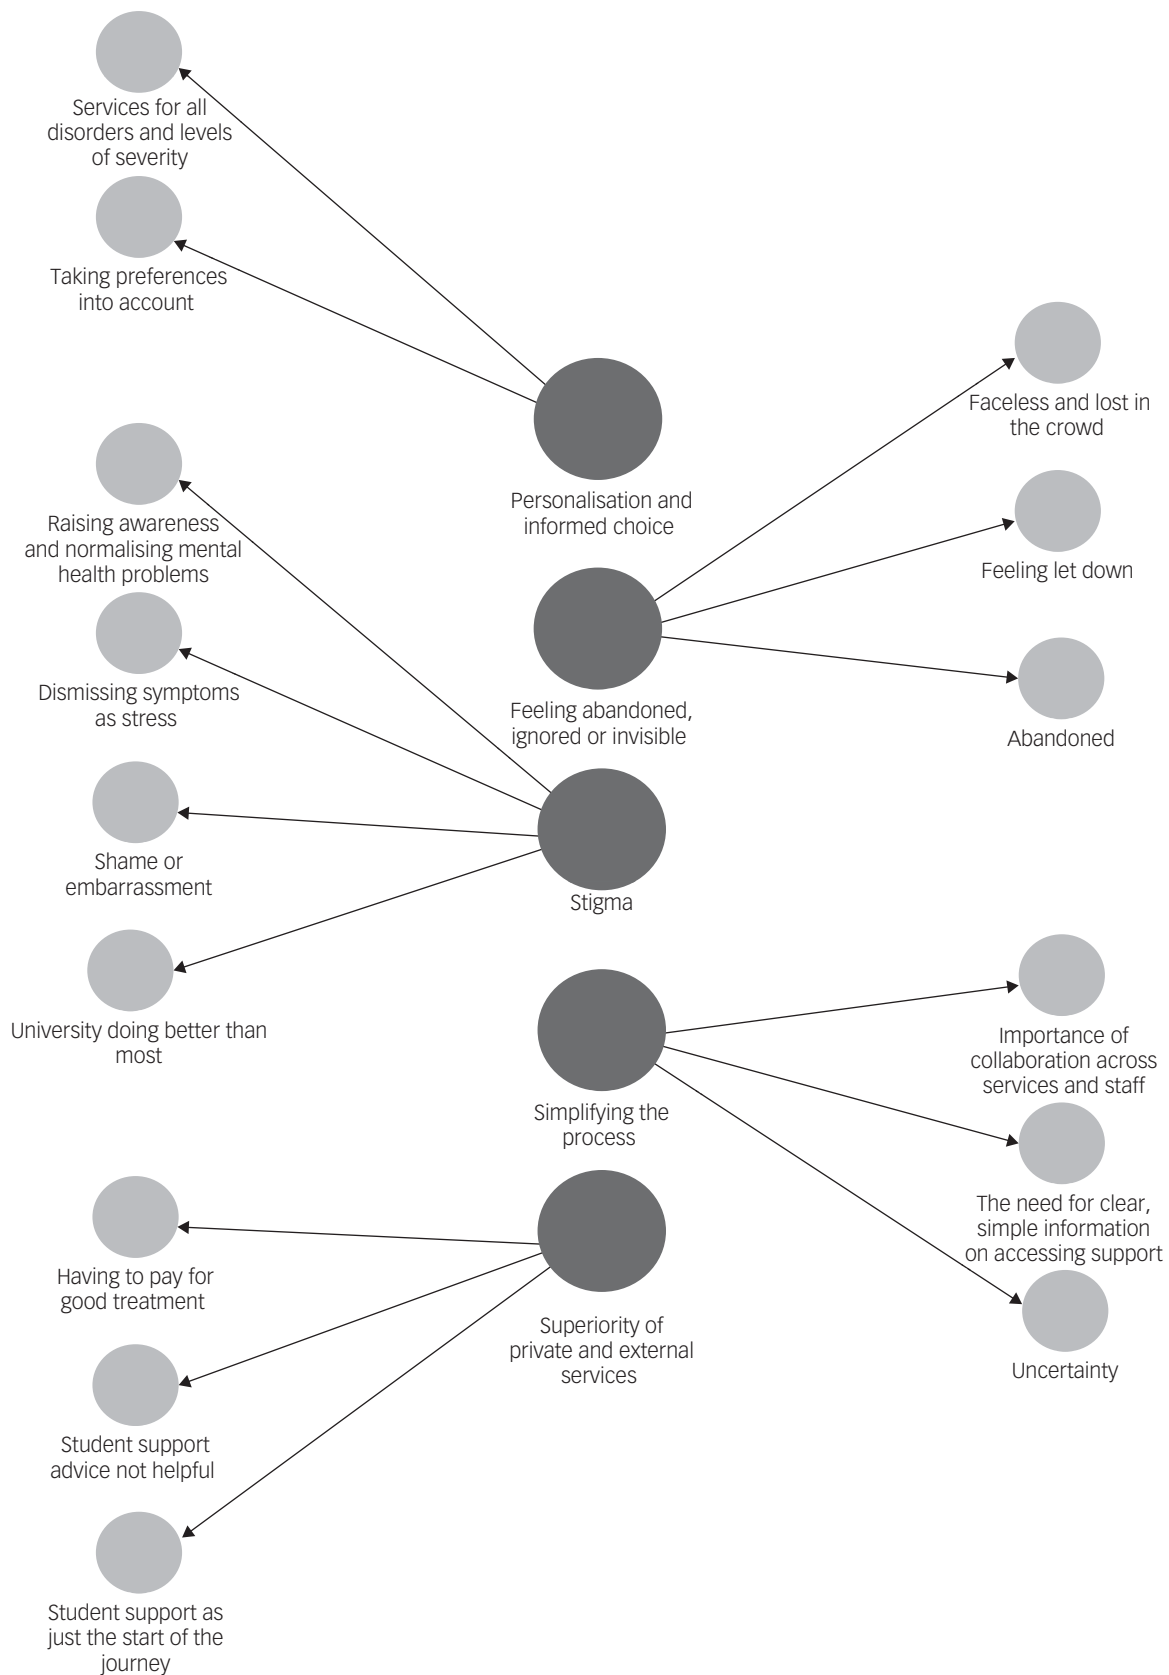 Services for all
disorders and levels
of severity
Taking preferences
into account
Personalisation and
informed choice
Faceless and lost in
the crowd
Feeling let down
Abandoned
Feeling abandoned,
ignored or invisible
Raising awareness
and normalising mental
health problems
Dismissing symptoms
as stress
Shame or
embarrassment
University doing better than
most
Stigma
Simplifying the
process
Importance of
collaboration across
services and staff
The need for clear,
simple information
on accessing support
Uncertainty
Having to pay for
good treatment
Student support
advice not helpful
Student support as
just the start of the
journey
Superiority of
private and external
services